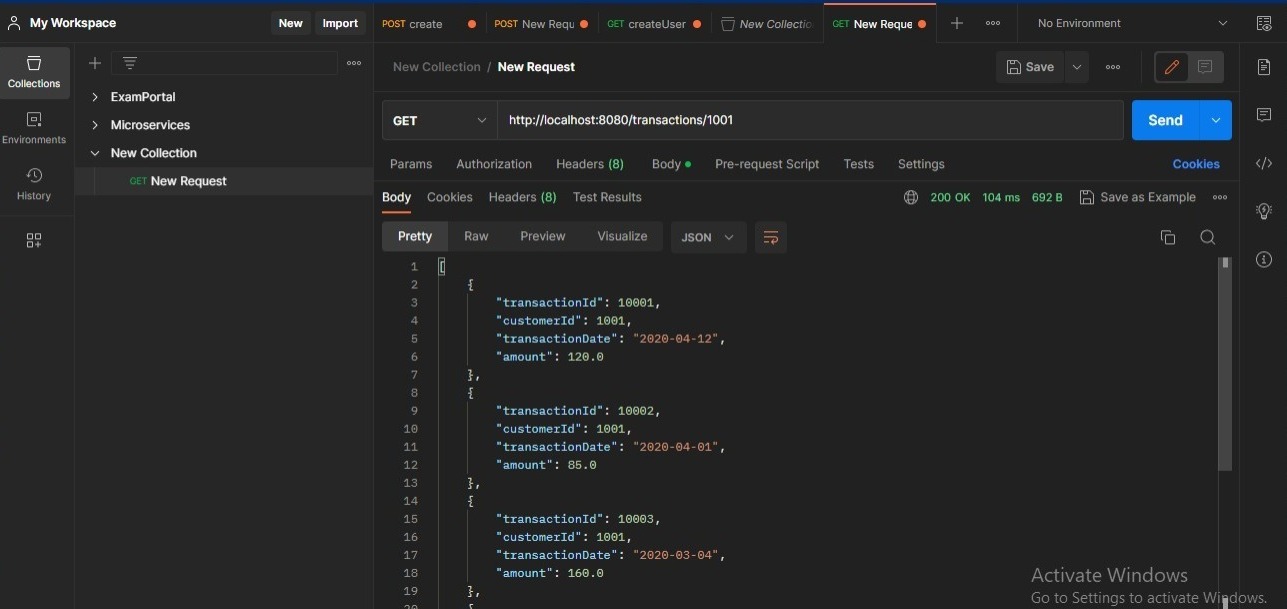 My Workspace New Import POST create POST New Requ GET createUser New Collectio GET New Reque No Environment
Collections
Environments
History
ExamPortal
Microservices
New Collection
GET New Request
New Collection / New Request Save
GET http://localhost:8080/transactions/1001 Send
Params Authorization Headers (8) Body Pre-request Script Tests Settings Cookies
Body Cookies Headers (8) Test Results 200 OK 104 ms 692 B Save as Example
Pretty Raw Preview Visualize JSON
1 [
2 {
3 "transactionId": 10001,
4 "customerId": 1001,
5 "transactionDate": "2020-04-12",
6 "amount": 120.0
7 },
8 {
9 "transactionId": 10002,
10 "customerId": 1001,
11 "transactionDate": "2020-04-01",
12 "amount": 85.0
13 },
14 {
15 "transactionId": 10003,
16 "customerId": 1001,
17 "transactionDate": "2020-03-04",
18 "amount": 160.0
19 },
20 {
Activate Windows
Go to Settings to activate Windows.